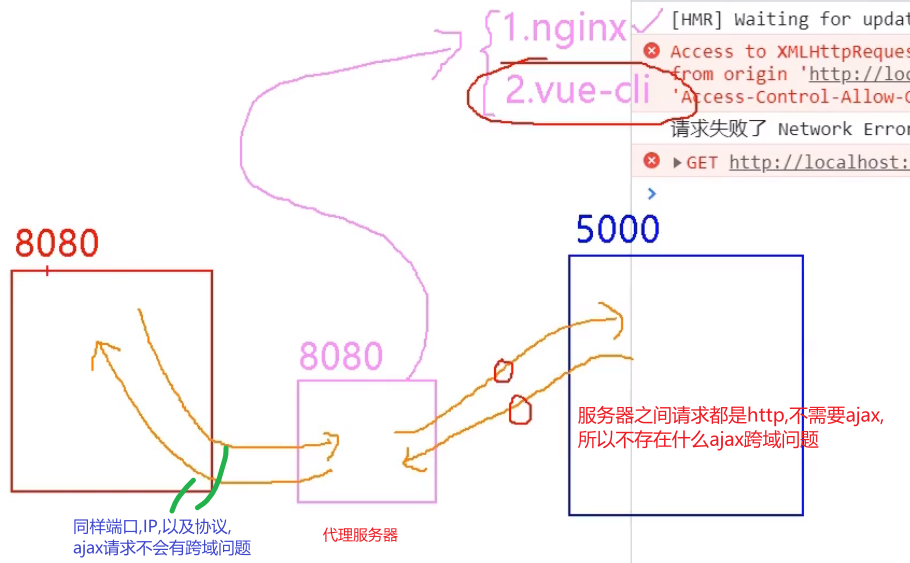 1.nginx
2.vue-cli
[HMR] Waiting for updat
Access to XMLHttpReques
from origin 'http://loc
'Access-Control-Allow-O
请求失败了 Network Error
GET http://localhost:
8080
5000
8080
服务器之间请求都是http,不需要ajax,
所以不存在什么ajax跨域问题
同样端口,IP,以及协议,
ajax请求不会有跨域问题
代理服务器